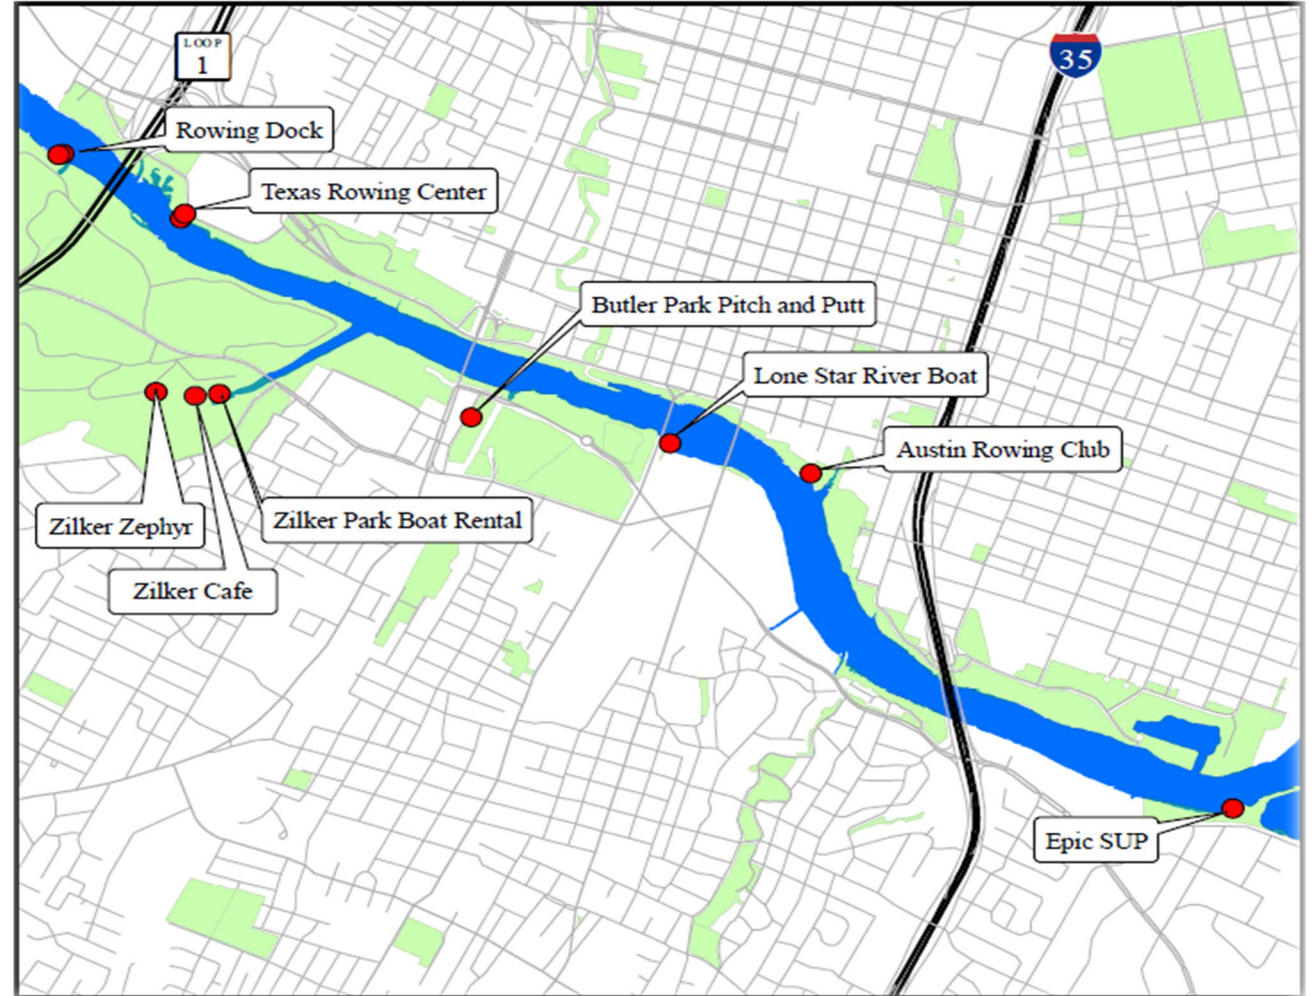 LOOP
1
35
Rowing Dock
Texas Rowing Center
Butler Park Pitch and Putt
Lone Star River Boat
Austin Rowing Club
Zilker Zephyr
Zilker Park Boat Rental
Zilker Cafe
Epic SUP